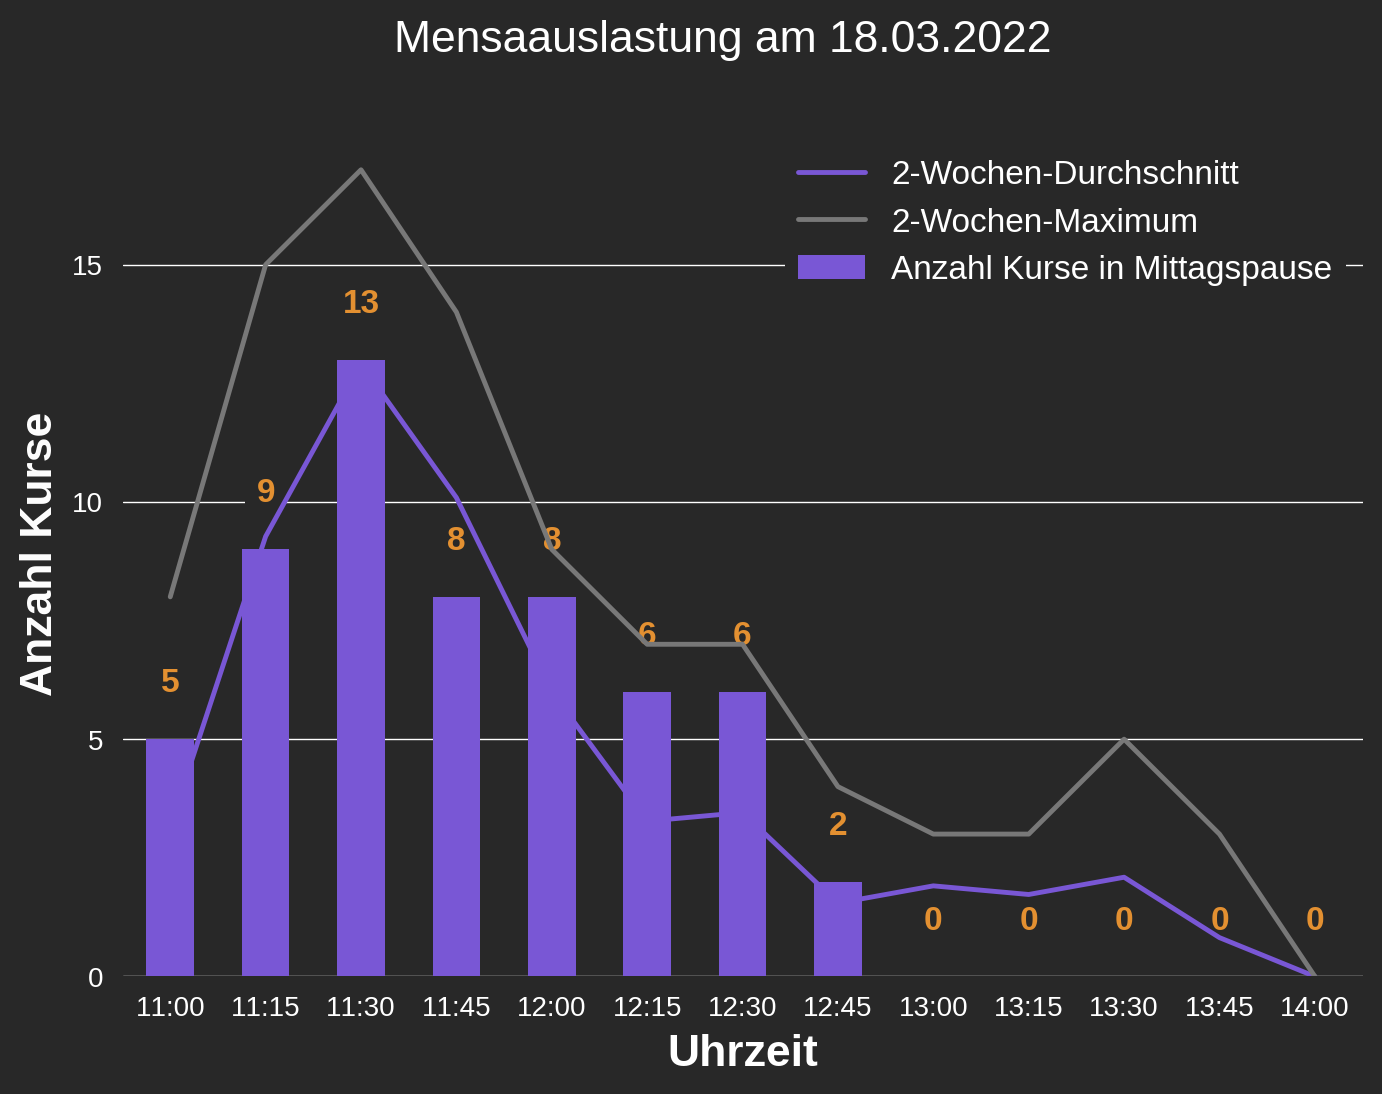 Mensaauslastung am 18.03.2022
2-Wochen-Durchschnitt
2-Wochen-Maximum
Anzahl Kurse in Mittagspause
Anzahl Kurse
15
10
5
0
13
9
8
8
6
6
5
2
0
0
0
0
0
11:00 11:15 11:30 11:45 12:00 12:15 12:30 12:45 13:00 13:15 13:30 13:45 14:00
Uhrzeit